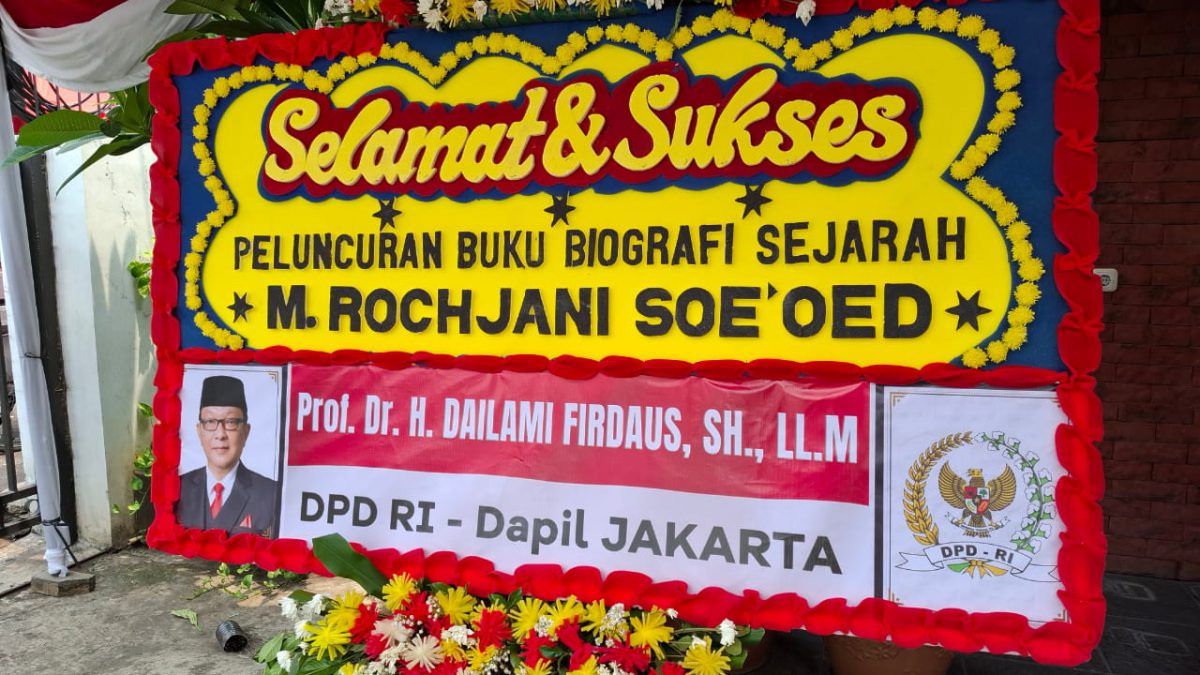 Selamat & Sukses
PELUNCURAN BUKU BIOGRAFI SEJARAH
M. ROCHJANI SOE'OED
Prof. Dr. H. DAILAMI FIRDAUS, SH., LL.M
DPD RI - Dapil JAKARTA
DPD - RI